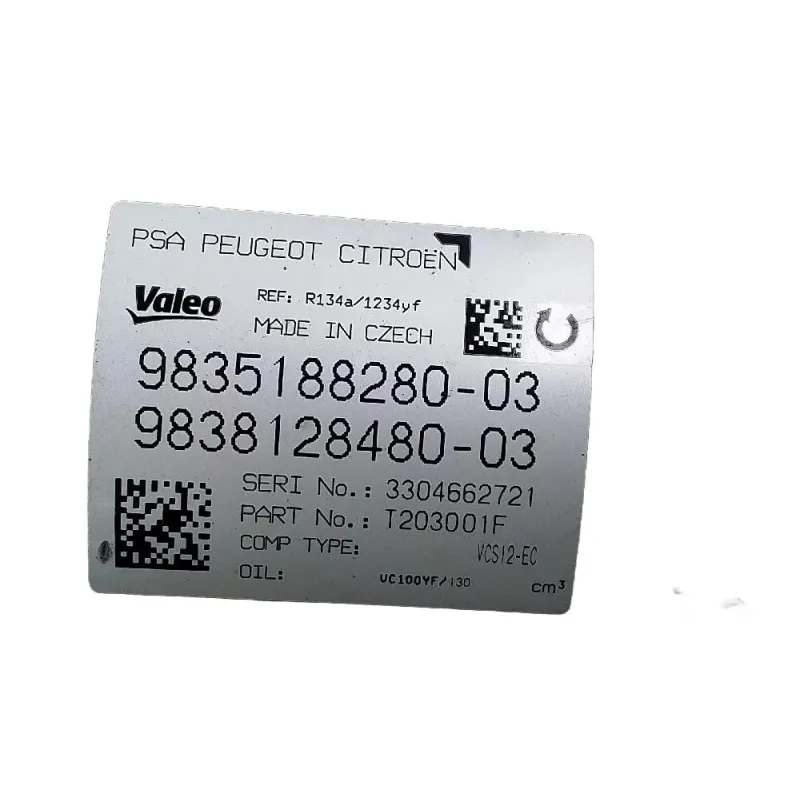 PSA PEUGEOT CITROËN
Valeo
REF: R134a/1234yf
MADE IN CZECH
9835188280-03
9838128480-03
SERI No.: 3304662721
PART No.: T203001F
COMP TYPE: VCS12-EC
OIL: VC100YF/130 cm³